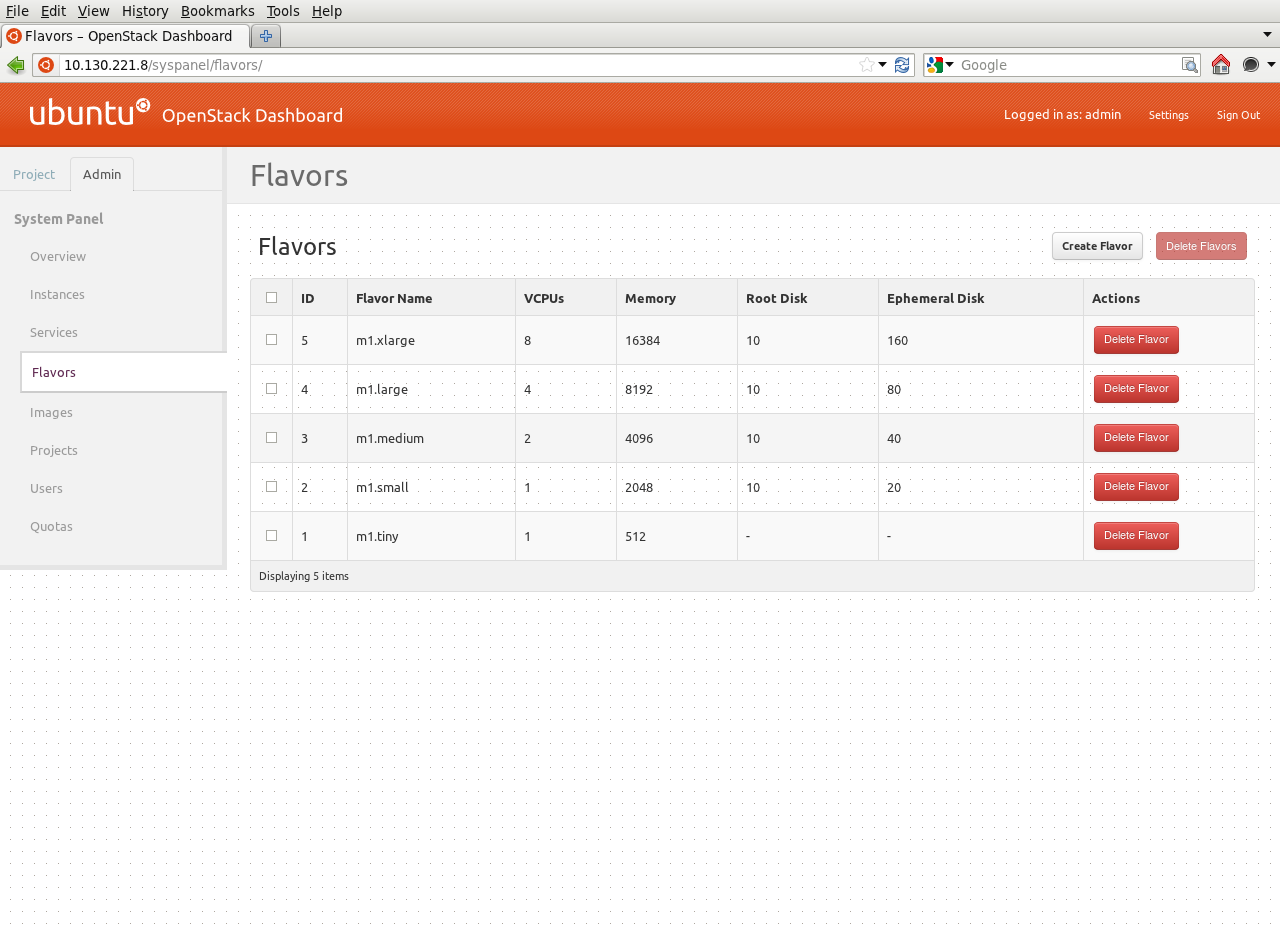 File Edit View History Bookmarks Tools Help
Flavors – OpenStack Dashboard
10.130.221.8/syspanel/flavors/
Google
ubuntu OpenStack Dashboard
Logged in as: admin Settings Sign Out
Project Admin
System Panel
Overview
Instances
Services
Flavors
Images
Projects
Users
Quotas
Flavors
Flavors
Create Flavor Delete Flavors
ID Flavor Name VCPUs Memory Root Disk Ephemeral Disk Actions
5 m1.xlarge 8 16384 10 160 Delete Flavor
4 m1.large 4 8192 10 80 Delete Flavor
3 m1.medium 2 4096 10 40 Delete Flavor
2 m1.small 1 2048 10 20 Delete Flavor
1 m1.tiny 1 512 - - Delete Flavor
Displaying 5 items